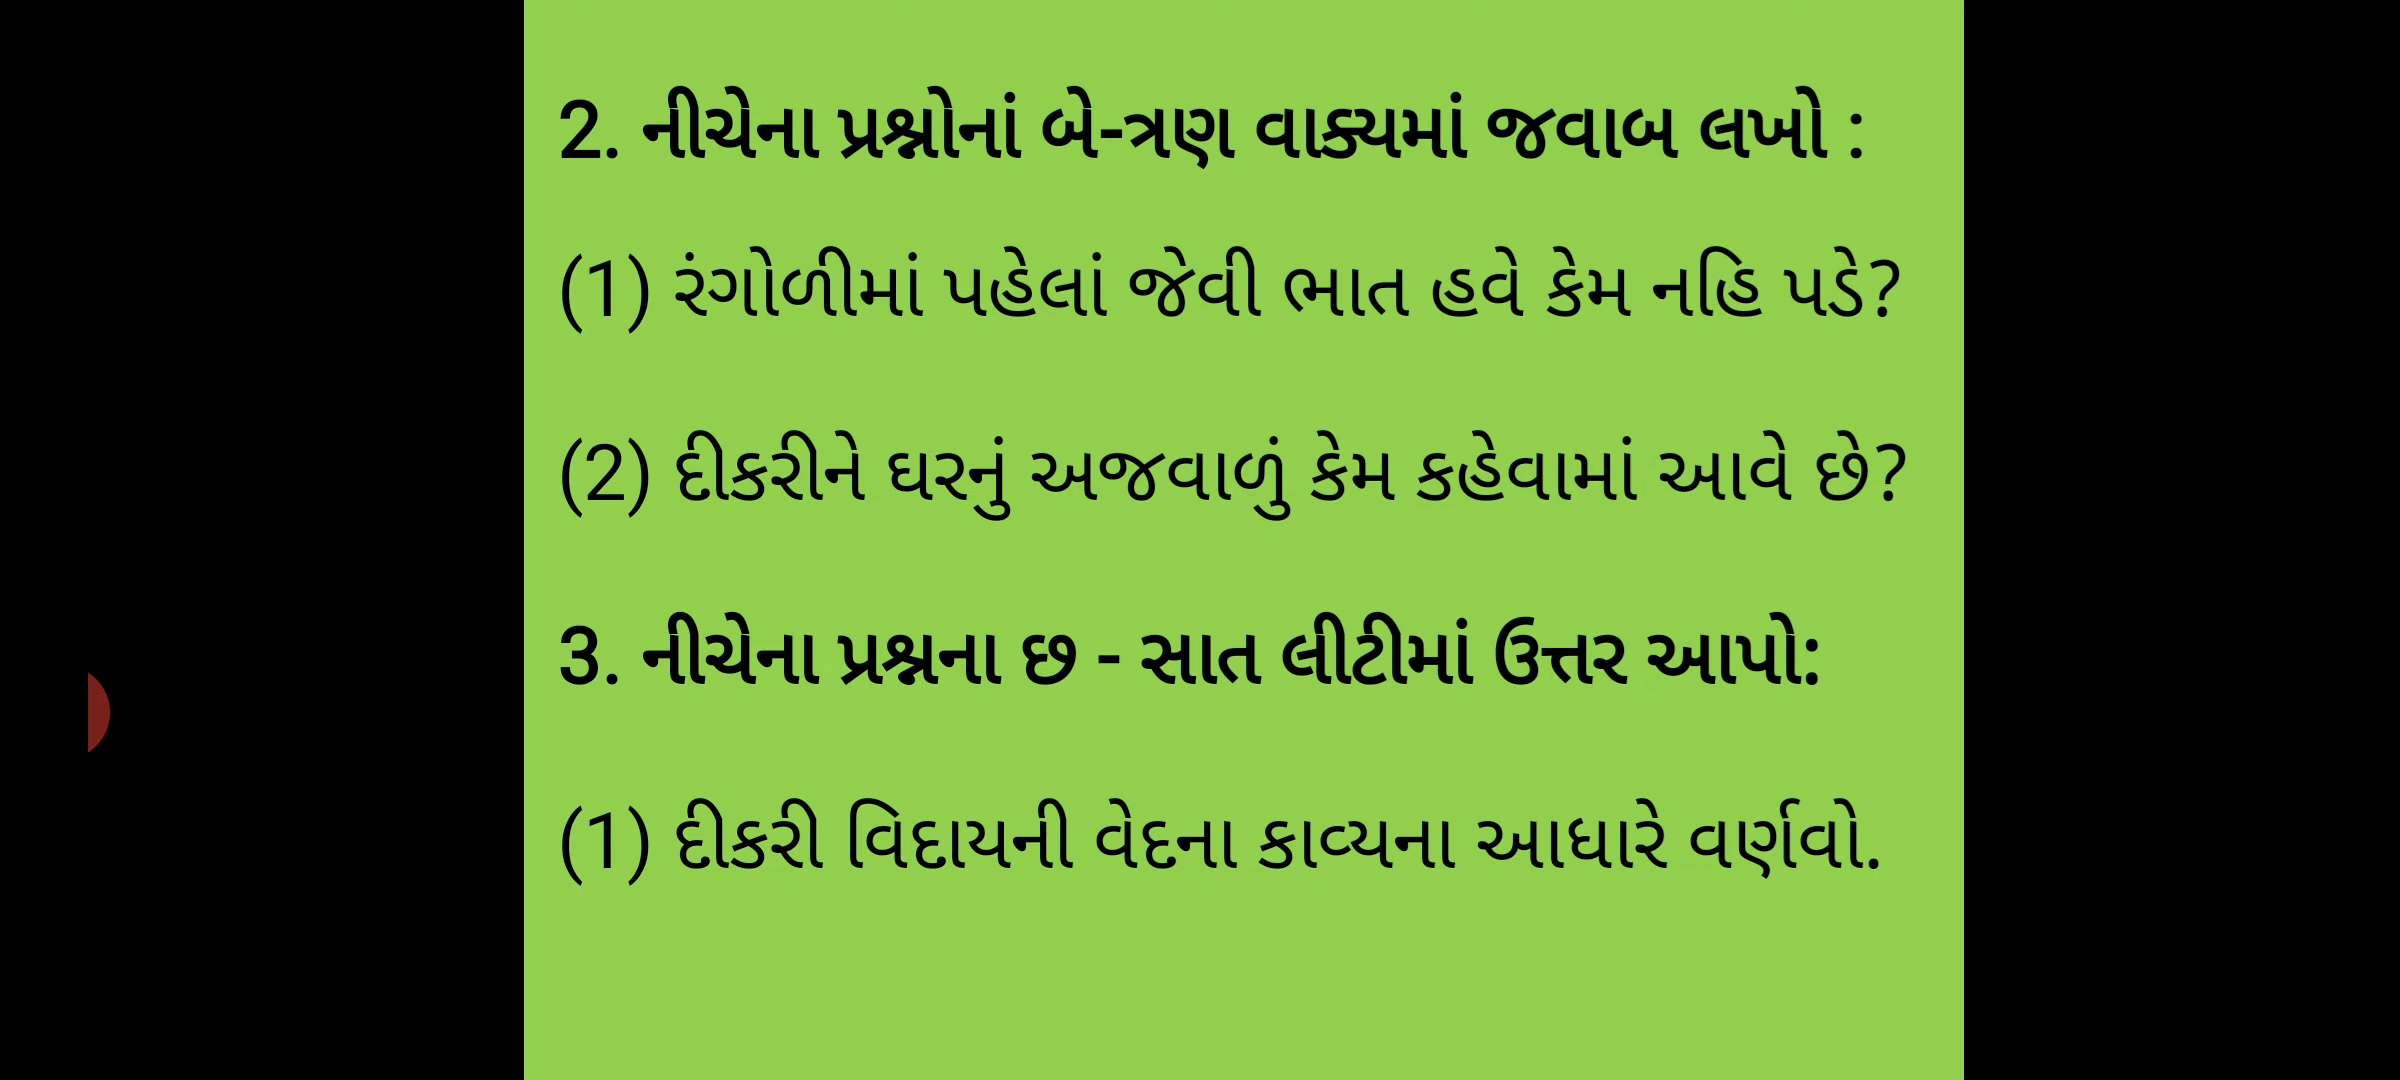 2. નીચેના પ્રશ્નોનાં બે-ત્રણ વાક્યમાં જવાબ લખો :
(1) રંગોળીમાં પહેલાં જેવી ભાત હવે કેમ નહિ પડે?
(2) દીકરીને ઘરનું અજવાળું કેમ કહેવામાં આવે છે?
3. નીચેના પ્રશ્નના છ - સાત લીટીમાં ઉત્તર આપો:
(1) દીકરી વિદાયની વેદના કાવ્યના આધારે વર્ણવો.